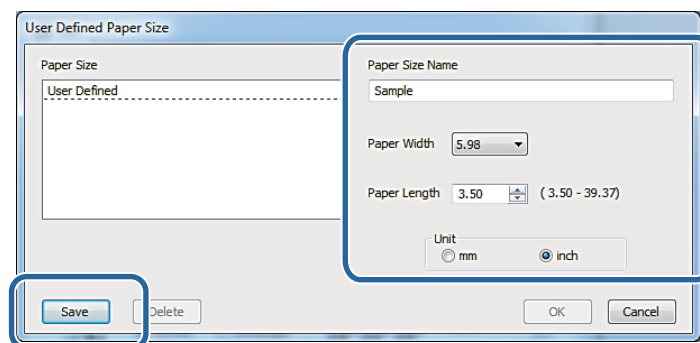 User Defined Paper Size
Paper Size
User Defined
Paper Size Name
Sample
Paper Width 5.98
Paper Length 3.50 ( 3.50 - 39.37)
Unit
mm inch
Save Delete OK Cancel